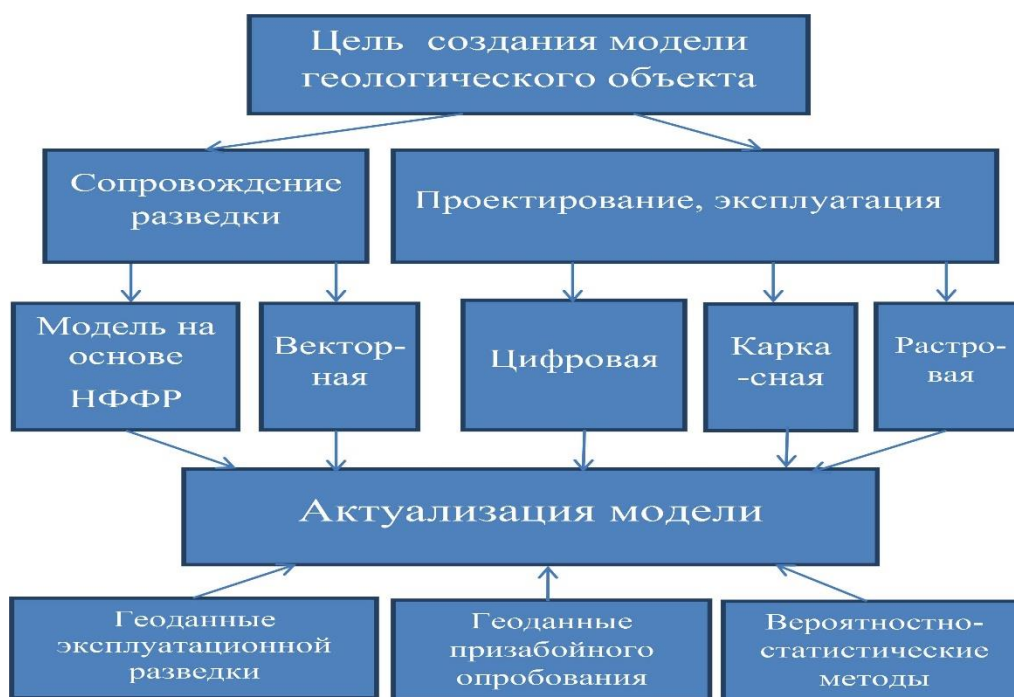 Цель создания модели
геологического объекта
Сопровождение
разведки
Проектирование, эксплуатация
Модель на
основе
НФФР
Вектор-
ная
Цифровая
Карка
-сная
Растро-
вая
Актуализация модели
Геоданные
эксплуатационной
разведки
Геоданные
призабойного
опробования
Вероятностно-
статистические
методы